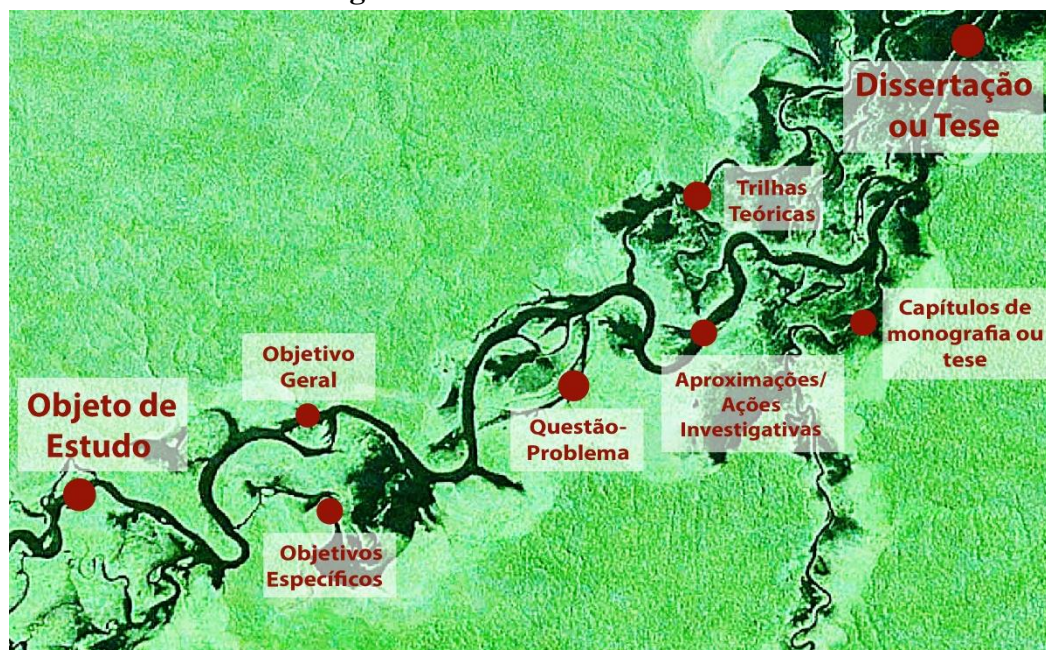 Dissertação
ou Tese
Trilhas
Teóricas
Capítulos de
monografia ou
tese
Objetivo
Geral
Aproximações/
Ações
Investigativas
Objeto de
Estudo
Questão-
Problema
Objetivos
Específicos